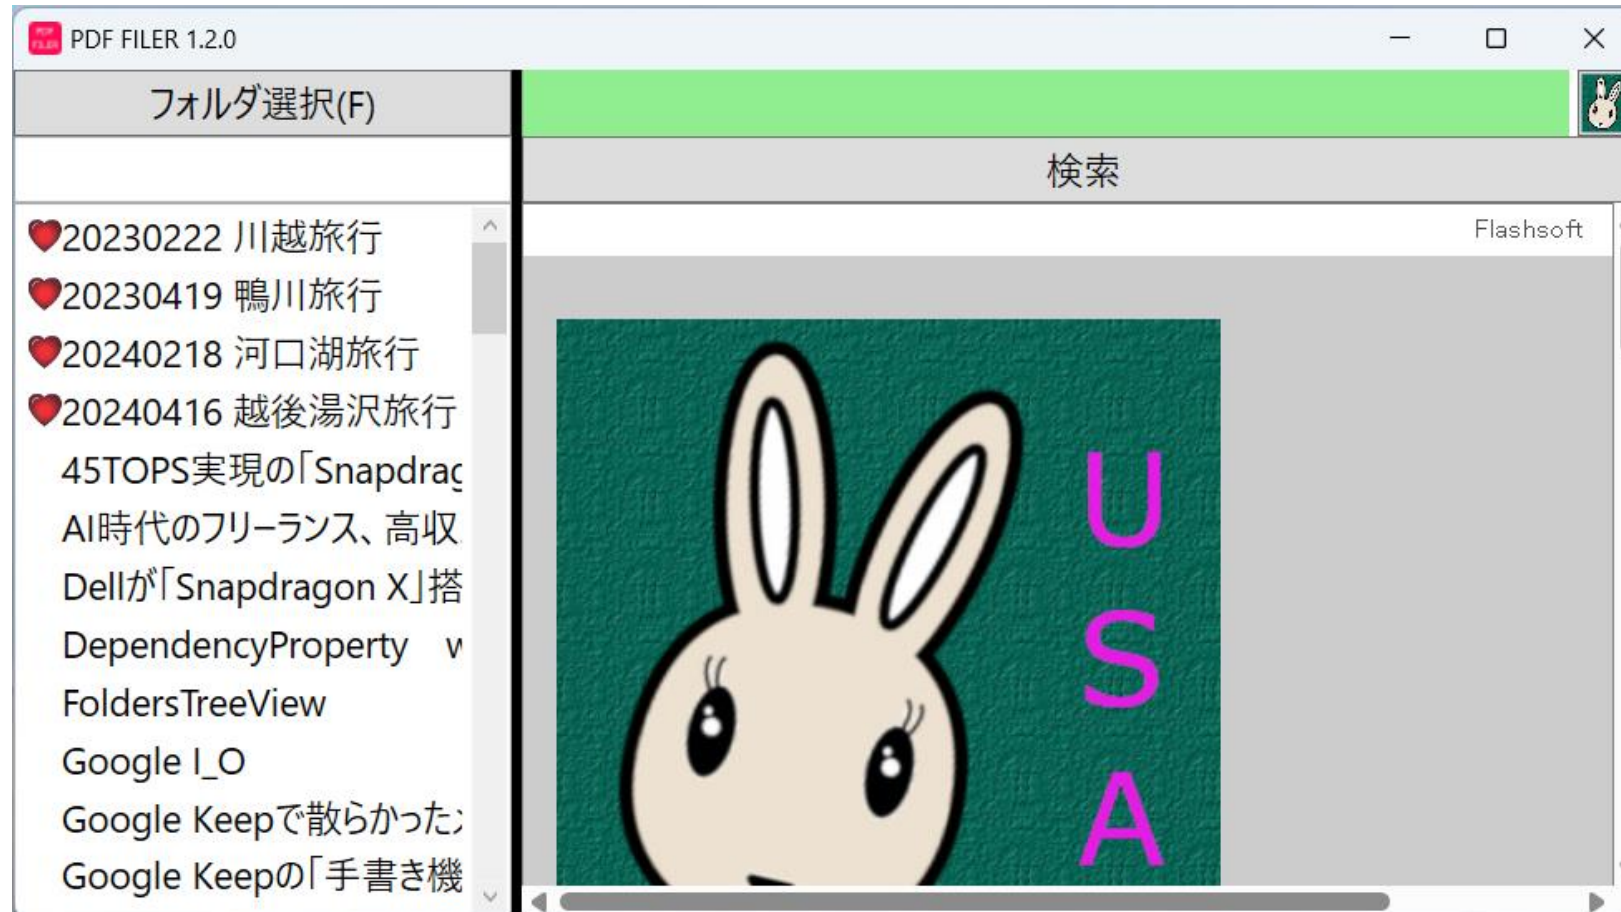 PDF FILER 1.2.0
フォルダ選択(F)
検索
❤20230222 川越旅行
❤20230419 鴨川旅行
❤20240218 河口湖旅行
❤20240416 越後湯沢旅行
45TOPS実現の「Snapdrag
AI時代のフリーランス、高収
Dellが「Snapdragon X」搭
DependencyProperty
FoldersTreeView
Google I_O
Google Keepで散らかった
Google Keepの「手書き機
Flashsoft
U
S
A